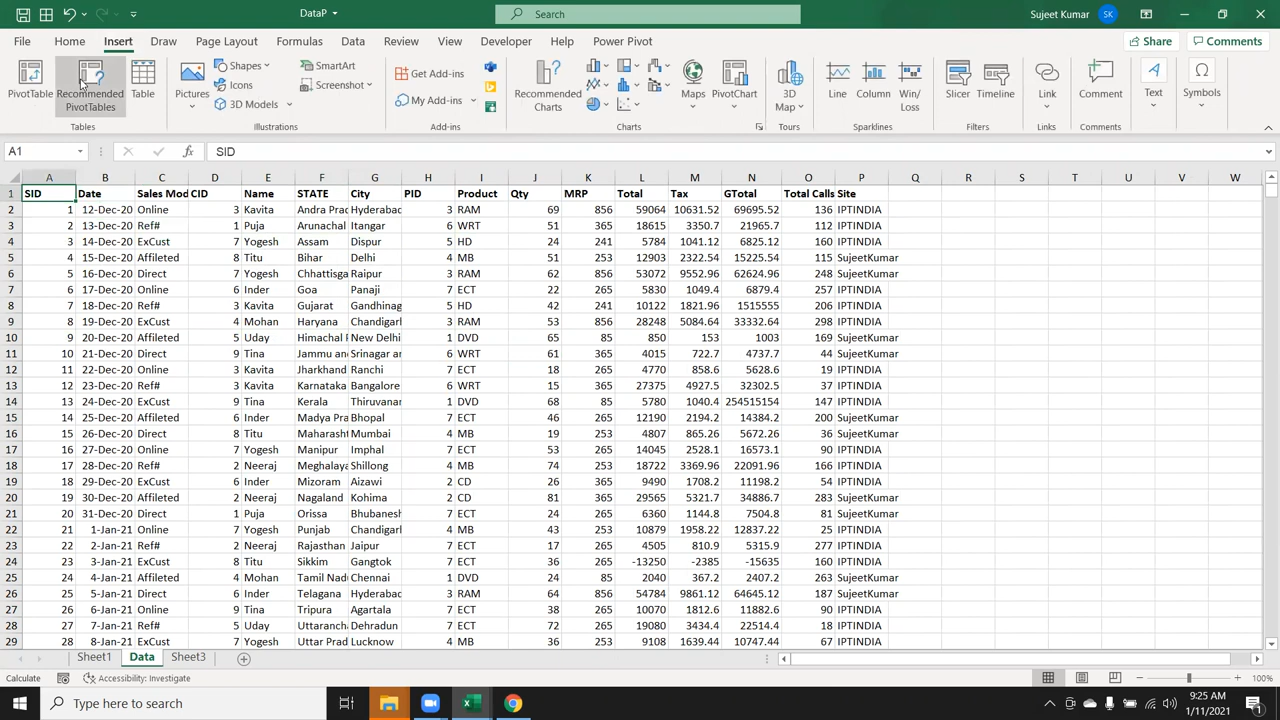 DataP
Search
Sujeet Kumar
SK
File Home Insert Draw Page Layout Formulas Data Review View Developer Help Power Pivot
Share
Comments
PivotTable
Recommended PivotTables
Table
Pictures
Shapes
Icons
3D Models
SmartArt
Screenshot
Get Add-ins
My Add-ins
Recommended Charts
Maps
PivotChart
3D Map
Line
Column
Win/Loss
Slicer
Timeline
Link
Comment
Text
Symbols
Tables Illustrations Add-ins Charts Tours Sparklines Filters Links Comments
A1
fx
SID
A B C D E F G H I J K L M N O P Q R S T U V W
1 SID Date Sales Mod CID Name STATE City PID Product Qty MRP Total Tax GTotal Total Calls Site
2 1 12-Dec-20 Online 3 Kavita Andra Prad Hyderabad 3 RAM 69 856 59064 10631.52 69695.52 136 IPTINDIA
3 2 13-Dec-20 Ref# 1 Puja Arunachal Itangar 6 WRT 51 365 18615 3350.7 21965.7 112 IPTINDIA
4 3 14-Dec-20 ExCust 7 Yogesh Assam Dispur 5 HD 24 241 5784 1041.12 6825.12 160 IPTINDIA
5 4 15-Dec-20 Affileted 8 Titu Bihar Delhi 4 MB 51 253 12903 2322.54 15225.54 115 SujeetKumar
6 5 16-Dec-20 Direct 7 Yogesh Chhattisga Raipur 3 RAM 62 856 53072 9552.96 62624.96 248 SujeetKumar
7 6 17-Dec-20 Online 6 Inder Goa Panaji 7 ECT 22 265 5830 1049.4 6879.4 257 IPTINDIA
8 7 18-Dec-20 Ref# 3 Kavita Gujarat Gandhinag 5 HD 42 241 10122 1821.96 1515555 206 IPTINDIA
9 8 19-Dec-20 ExCust 4 Mohan Haryana Chandigarl 3 RAM 53 856 28248 5084.64 33332.64 298 IPTINDIA
10 9 20-Dec-20 Affileted 5 Uday Himachal P New Delhi 1 DVD 65 85 850 153 1003 169 SujeetKumar
11 10 21-Dec-20 Direct 9 Tina Jammu an Srinagar ar 6 WRT 61 365 4015 722.7 4737.7 44 SujeetKumar
12 11 22-Dec-20 Online 3 Kavita Jharkhand Ranchi 7 ECT 18 265 4770 858.6 5628.6 19 IPTINDIA
13 12 23-Dec-20 Ref# 3 Kavita Karnataka Bangalore 6 WRT 15 365 27375 4927.5 32302.5 37 IPTINDIA
14 13 24-Dec-20 ExCust 9 Tina Kerala Thiruvanar 1 DVD 68 85 5780 1040.4 254515154 147 IPTINDIA
15 14 25-Dec-20 Affileted 6 Inder Madya Pra Bhopal 7 ECT 46 265 12190 2194.2 14384.2 200 SujeetKumar
16 15 26-Dec-20 Direct 8 Titu Maharasht Mumbai 4 MB 19 253 4807 865.26 5672.26 36 SujeetKumar
17 16 27-Dec-20 Online 7 Yogesh Manipur Imphal 7 ECT 53 265 14045 2528.1 16573.1 90 IPTINDIA
18 17 28-Dec-20 Ref# 2 Neeraj Meghalaya Shillong 4 MB 74 253 18722 3369.96 22091.96 166 IPTINDIA
19 18 29-Dec-20 ExCust 6 Inder Mizoram Aizawi 2 CD 26 365 9490 1708.2 11198.2 54 IPTINDIA
20 19 30-Dec-20 Affileted 2 Neeraj Nagaland Kohima 2 CD 81 365 29565 5321.7 34886.7 283 SujeetKumar
21 20 31-Dec-20 Direct 1 Puja Orissa Bhubanesh 7 ECT 24 265 6360 1144.8 7504.8 81 SujeetKumar
22 21 1-Jan-21 Online 7 Yogesh Punjab Chandigarl 4 MB 43 253 10879 1958.22 12837.22 25 IPTINDIA
23 22 2-Jan-21 Ref# 2 Neeraj Rajasthan Jaipur 7 ECT 17 265 4505 810.9 5315.9 277 IPTINDIA
24 23 3-Jan-21 ExCust 8 Titu Sikkim Gangtok 7 ECT 36 265 -13250 -2385 -15635 160 IPTINDIA
25 24 4-Jan-21 Affileted 4 Mohan Tamil Nad Chennai 1 DVD 24 85 2040 367.2 2407.2 263 SujeetKumar
26 25 5-Jan-21 Direct 6 Inder Telagana Hyderabad 3 RAM 64 856 54784 9861.12 64645.12 187 SujeetKumar
27 26 6-Jan-21 Online 9 Tina Tripura Agartala 7 ECT 38 265 10070 1812.6 11882.6 90 IPTINDIA
28 27 7-Jan-21 Ref# 5 Uday Uttarancha Dehradun 7 ECT 72 265 19080 3434.4 22514.4 18 IPTINDIA
29 28 8-Jan-21 ExCust 7 Yogesh Uttar Prad Lucknow 4 MB 36 253 9108 1639.44 10747.44 67 IPTINDIA
Sheet1 Data Sheet3
Calculate
Accessibility: Investigate
100%
Type here to search
9:25 AM
1/11/2021